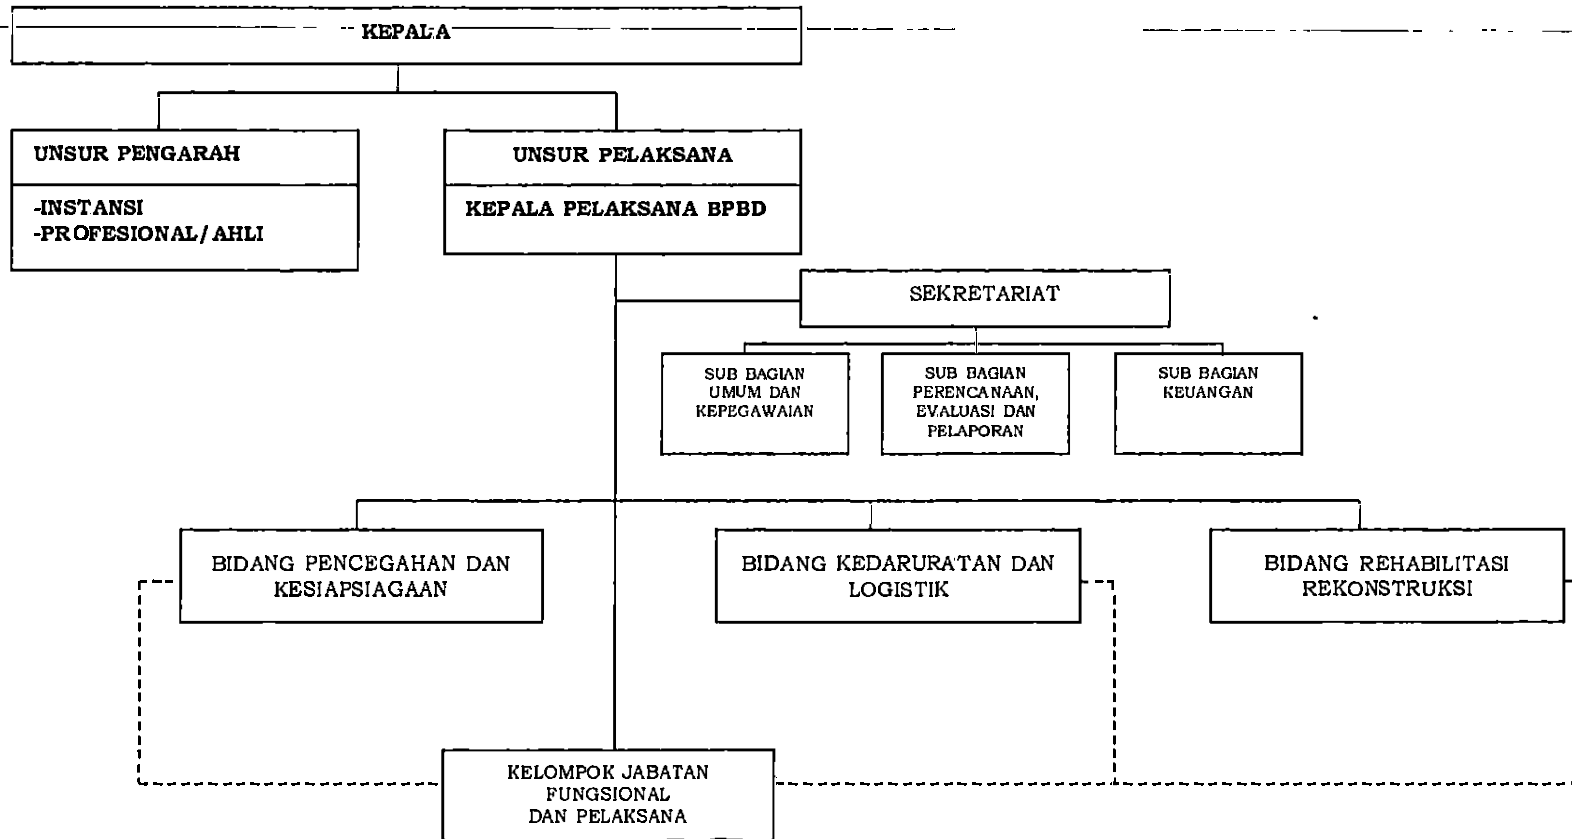 KEPALA
UNSUR PENGARAH
-INSTANSI
-PROFESIONAL/AHLI
UNSUR PELAKSANA
KEPALA PELAKSANA BPBD
SEKRETARIAT
SUB BAGIAN
UMUM DAN
KEPEGAWAIAN
SUB BAGIAN
PERENCANAAN,
EVALUASI DAN
PELAPORAN
SUB BAGIAN
KEUANGAN
BIDANG PENCEGAHAN DAN
KESIAPSIAGAAN
BIDANG KEDARURATAN DAN
LOGISTIK
BIDANG REHABILITASI
REKONSTRUKSI
KELOMPOK JABATAN
FUNGSIONAL
DAN PELAKSANA